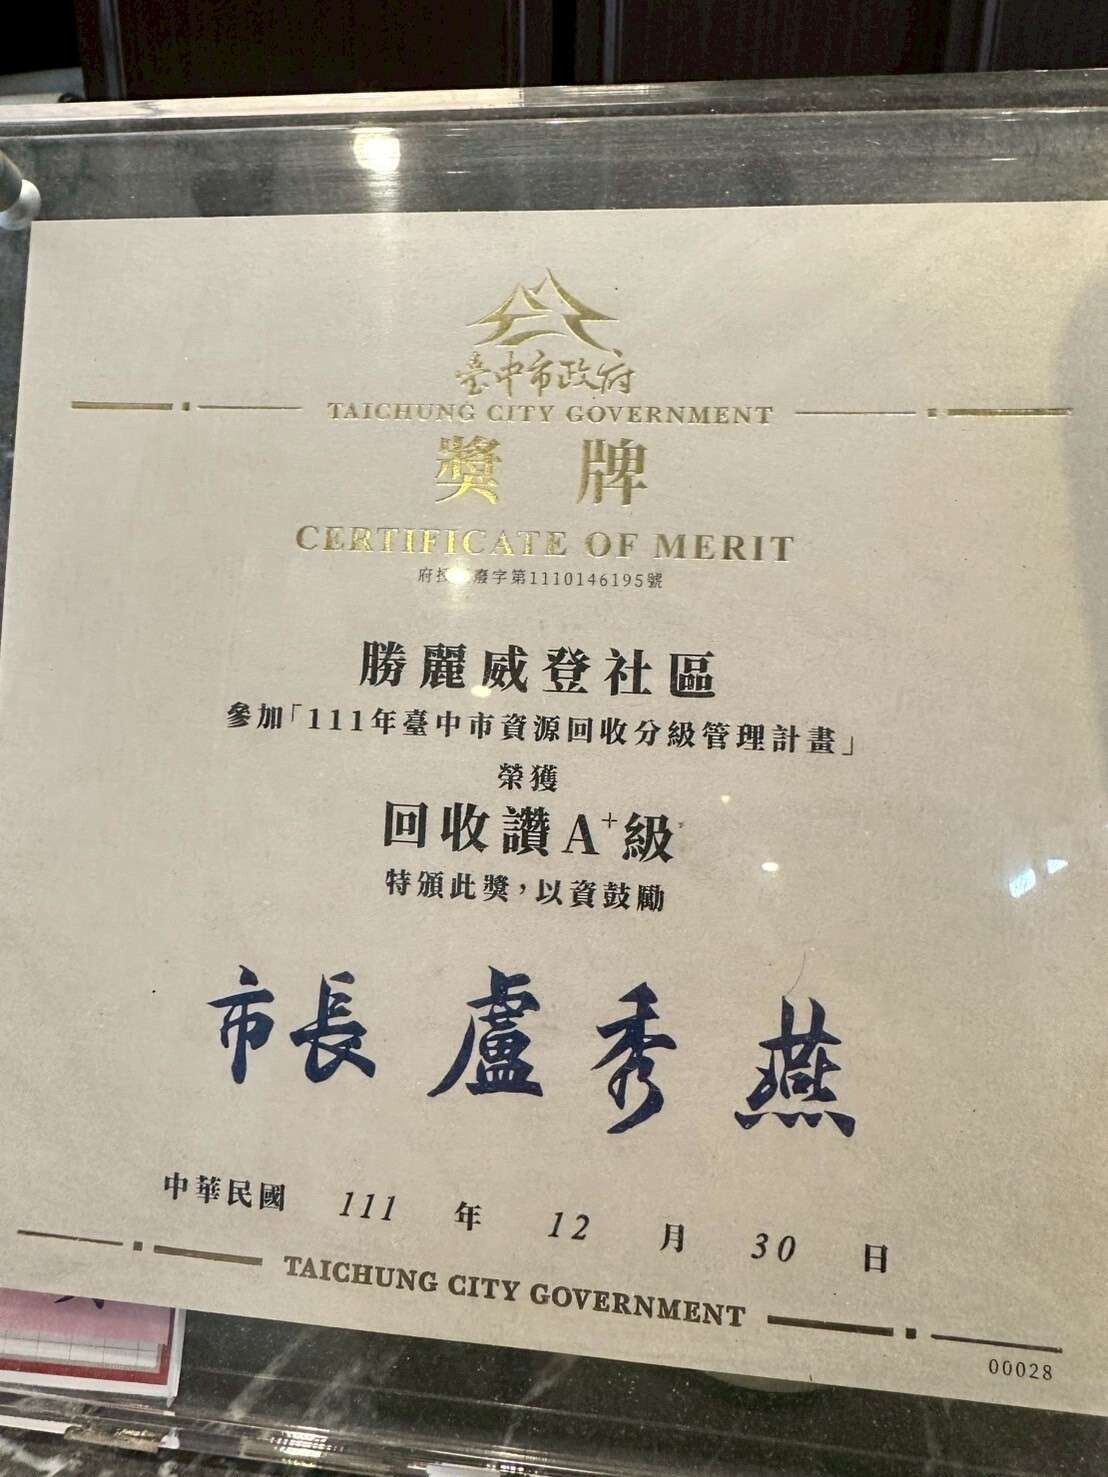 臺中市政府
TAICHUNG CITY GOVERNMENT
獎牌
CERTIFICATE OF MERIT
府授 廢字第1110146195號
勝麗威登社區
參加「111年臺中市資源回收分級管理計畫」
榮獲
回收讚A⁺級
特頒此獎，以資鼓勵
市長 盧秀燕
中華民國 111 年 12 月 30 日
TAICHUNG CITY GOVERNMENT
00028